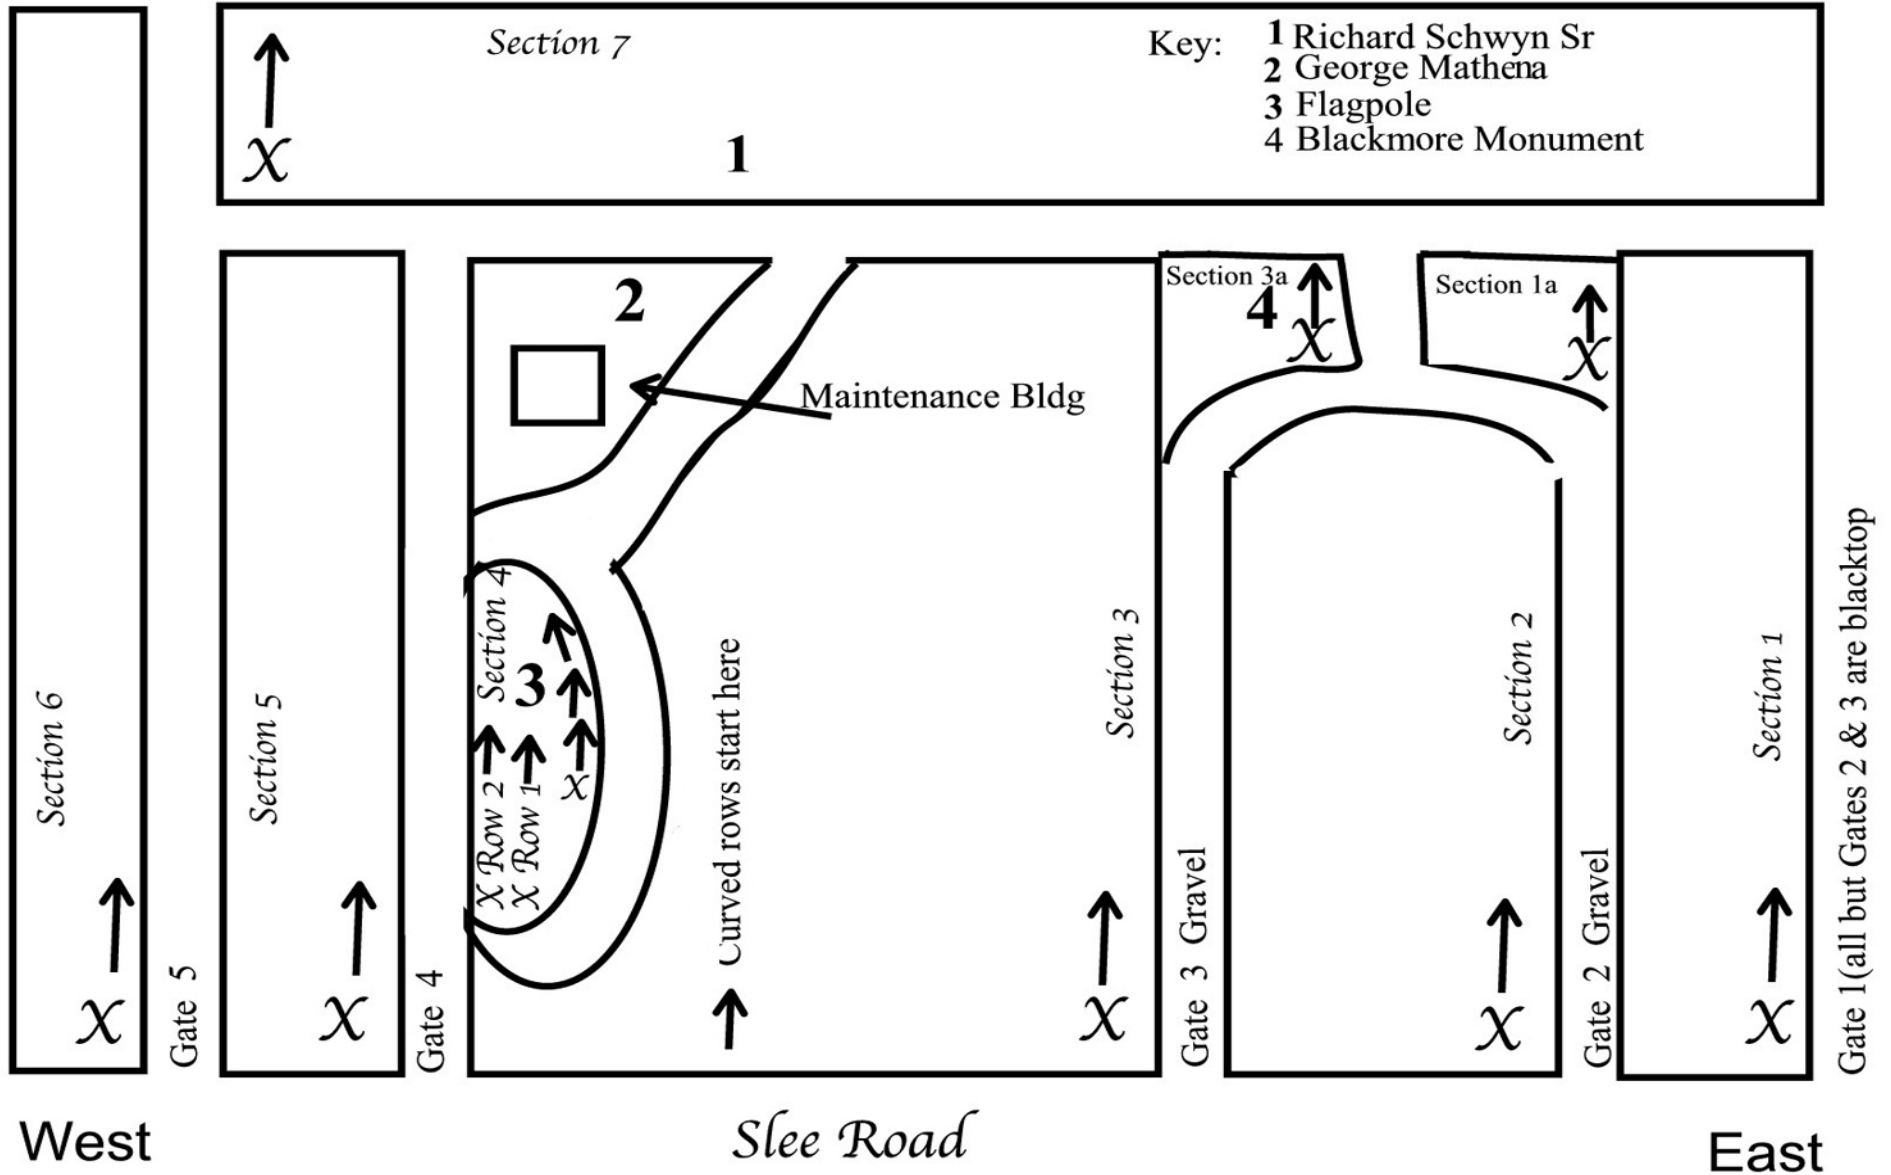 Section 7
Key:
1 Richard Schwyn Sr
2 George Mathena
3 Flagpole
4 Blackmore Monument
X
1
2
Section 3a
4
X
Section 1a
X
Maintenance Bldg
Section 6
X
Gate 5
Section 5
X
Gate 4
Section 4
3
X Row 2
X Row 1
X
Curved rows start here
Section 3
X
Gate 3 Gravel
Section 2
X
Gate 2 Gravel
Section 1
X
Gate 1(all but Gates 2 & 3 are blacktop
West
Slee Road
East